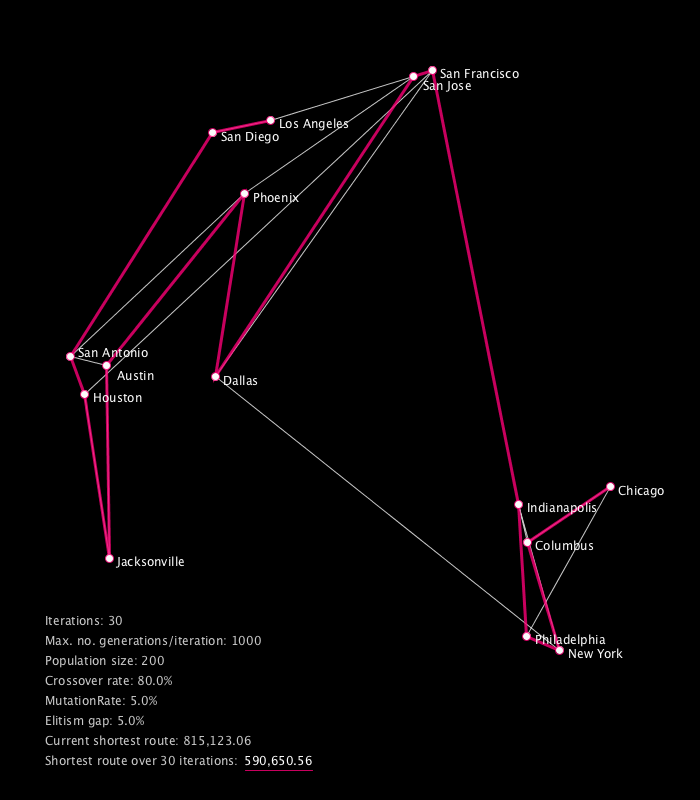 San Francisco
San Jose
Los Angeles
San Diego
Phoenix
San Antonio
Austin
Dallas
Houston
Chicago
Indianapolis
Columbus
Jacksonville
Philadelphia
New York
Iterations: 30
Max. no. generations/iteration: 1000
Population size: 200
Crossover rate: 80.0%
MutationRate: 5.0%
Elitism gap: 5.0%
Current shortest route: 815,123.06
Shortest route over 30 iterations: 590,650.56